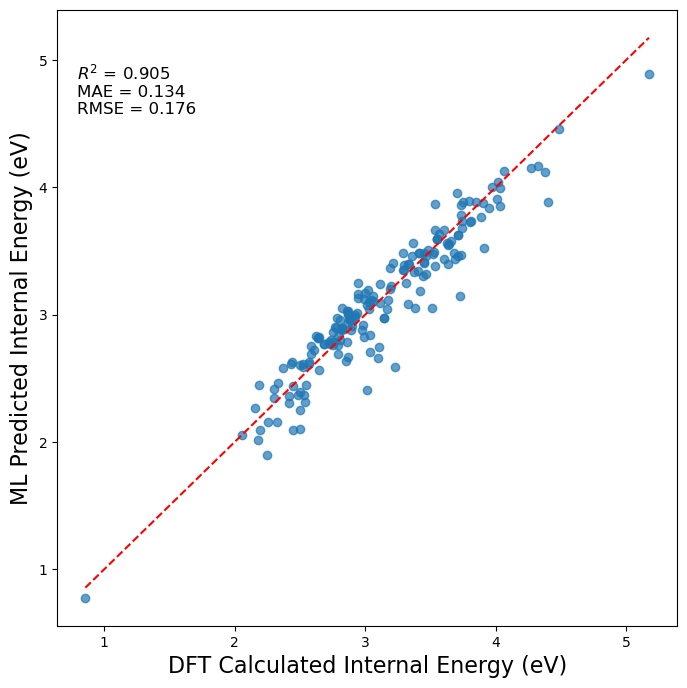 R² = 0.905
MAE = 0.134
RMSE = 0.176
5
4
3
2
1
ML Predicted Internal Energy (eV)
1 2 3 4 5
DFT Calculated Internal Energy (eV)